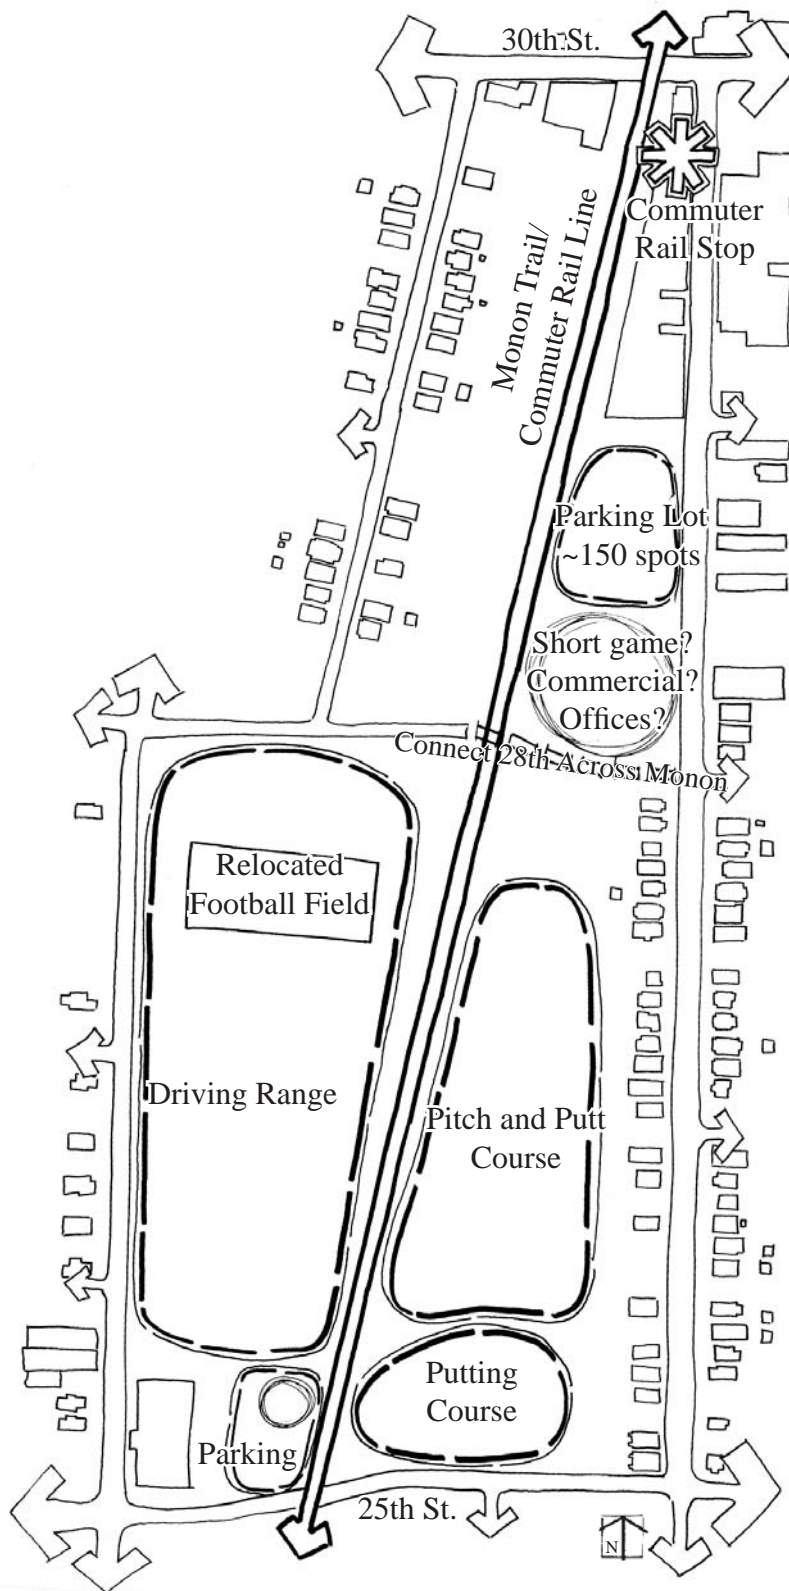 30th St.
Commuter
Rail Stop
Monon Trail/
Commuter Rail Line
Parking Lot
~150 spots
Short game?
Commercial?
Offices?
Connect 28th Across Monon
Relocated
Football Field
Driving Range
Pitch and Putt
Course
Putting
Course
Parking
25th St.
N